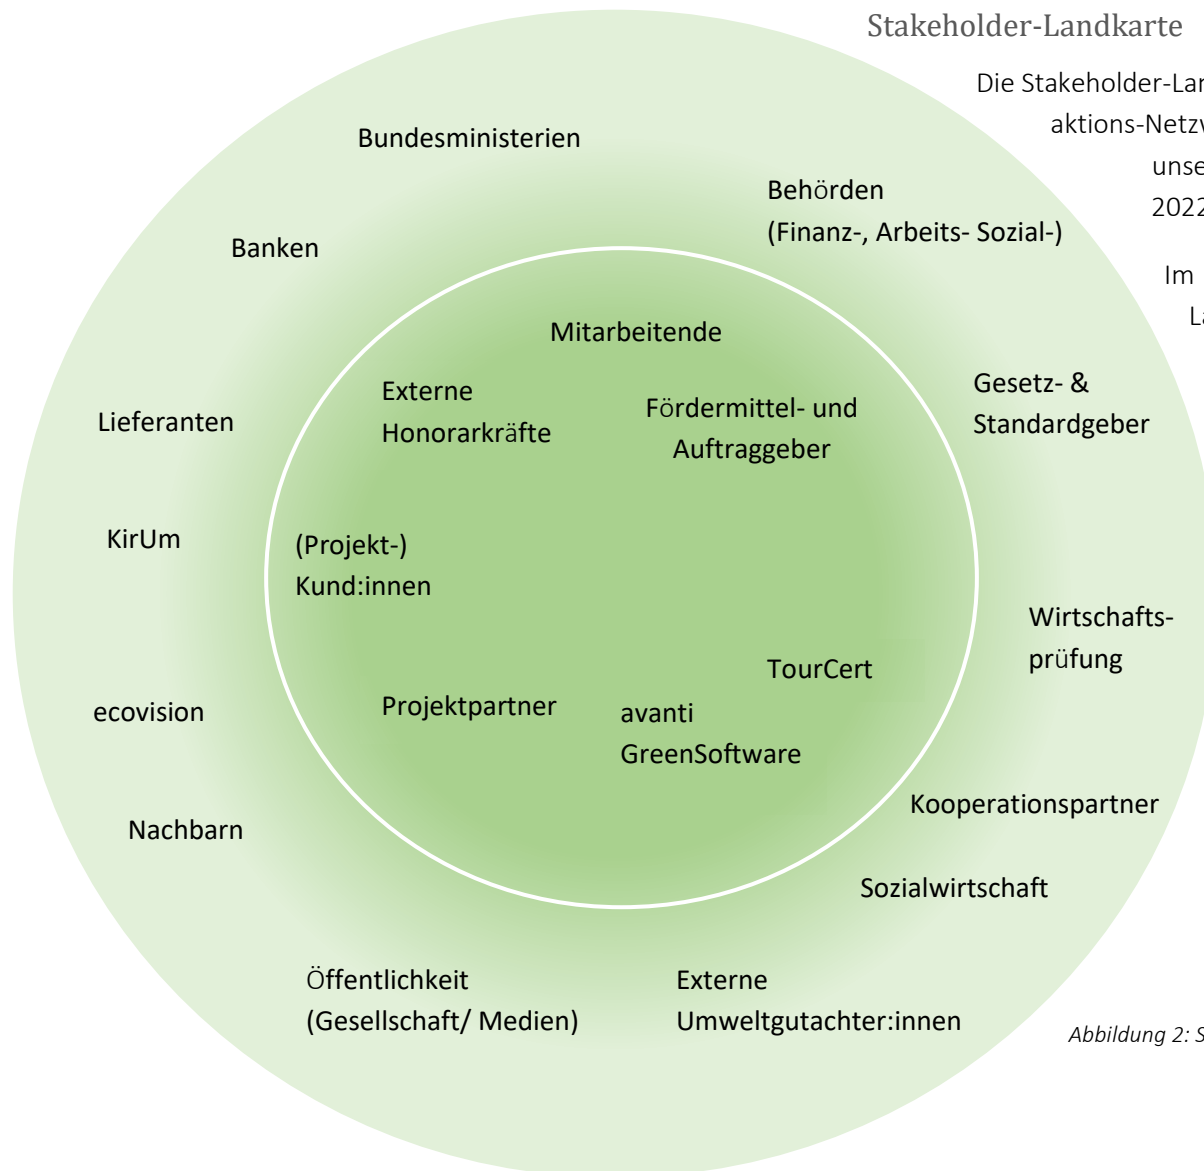 Stakeholder-Landkarte
Die Stakeholder-Lan
aktions-Netzw
unse
2022
Im
La
Bundesministerien
Behörden
(Finanz-, Arbeits- Sozial-)
Banken
Mitarbeitende
Externe
Honorarkräfte
Fördermittel- und
Auftraggeber
Gesetz- &
Standardgeber
Lieferanten
KirUm
(Projekt-)
Kund:innen
Wirtschafts-
prüfung
TourCert
ecovision
Projektpartner
avanti
GreenSoftware
Nachbarn
Kooperationspartner
Sozialwirtschaft
Öffentlichkeit
(Gesellschaft/ Medien)
Externe
Umweltgutachter:innen
Abbildung 2: S